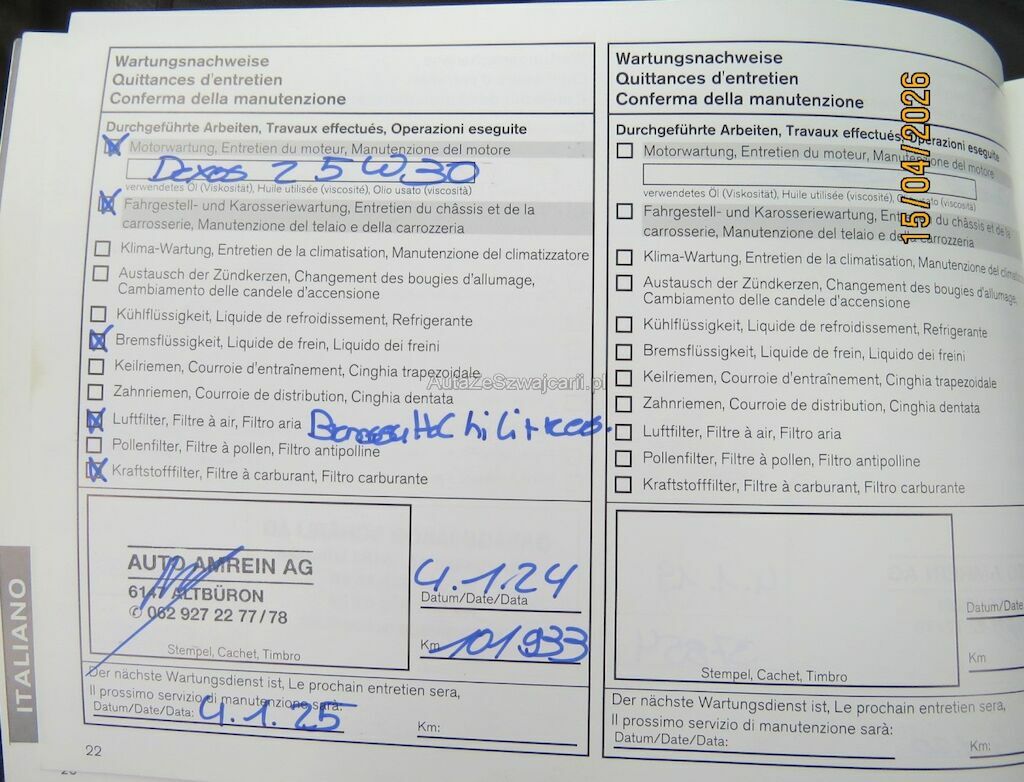 Wartungsnachweise
Quittances d'entretien
Conferma della manutenzione
Durchgeführte Arbeiten, Travaux effectués, Operazioni eseguite
Motorwartung, Entretien du moteur, Manutenzione del motore
Dexos 2 5W30
verwendetes Öl (Viskosität), Huile utilisée (viscosité), Olio usato (viscosità)
Fahrgestell- und Karosseriewartung, Entretien du châssis et de la
carrosserie, Manutenzione del telaio e della carrozzeria
Klima-Wartung, Entretien de la climatisation, Manutenzione del climatizzatore
Austausch der Zündkerzen, Changement des bougies d'allumage,
Cambiamento delle candele d'accensione
Kühlflüssigkeit, Liquide de refroidissement, Refrigerante
Bremsflüssigkeit, Liquide de frein, Liquido dei freini
Keilriemen, Courroie d'entraînement, Cinghia trapezoidale
Zahnriemen, Courroie de distribution, Cinghia dentata
Luftfilter, Filtre à air, Filtro aria
Pollenfilter, Filtre à pollen, Filtro antipolline
Kraftstofffilter, Filtre à carburant, Filtro carburante
AUTO AMREIN AG
6147 ALTBÜRON
✆ 062 927 22 77/78
Stempel, Cachet, Timbro
4.1.24
Datum/Date/Data
Km 101933
Der nächste Wartungsdienst ist, Le prochain entretien sera,
Il prossimo servizio di manutenzione sarà:
Datum/Date/Data: 4.1.25
Km:
22
ITALIANO
Wartungsnachweise
Quittances d'entretien
Conferma della manutenzione
Durchgeführte Arbeiten, Travaux effectués, Operazioni eseguite
Motorwartung, Entretien du moteur, Manutenzione del motore
verwendetes Öl (Viskosität), Huile utilisée (viscosité), Olio usato (viscosità)
Fahrgestell- und Karosseriewartung, Entretien du châssis et de la
carrosserie, Manutenzione del telaio e della carrozzeria
Klima-Wartung, Entretien de la climatisation, Manutenzione del climatiz
Austausch der Zündkerzen, Changement des bougies d'allumage,
Cambiamento delle candele d'accensione
Kühlflüssigkeit, Liquide de refroidissement, Refrigerante
Bremsflüssigkeit, Liquide de frein, Liquido dei freini
Keilriemen, Courroie d'entraînement, Cinghia trapezoidale
Zahnriemen, Courroie de distribution, Cinghia dentata
Luftfilter, Filtre à air, Filtro aria
Pollenfilter, Filtre à pollen, Filtro antipolline
Kraftstofffilter, Filtre à carburant, Filtro carburante
Stempel, Cachet, Timbro
Datum/Date/
Km
Der nächste Wartungsdienst ist, Le prochain entretien sera,
Il prossimo servizio di manutenzione sarà:
Datum/Date/Data:
Km:
15/04/2026
AutaZeSzwajcarii.pl